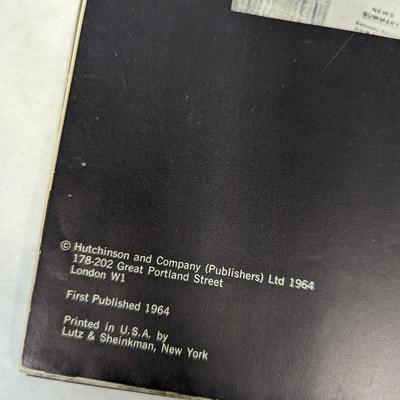 NEWS
SUMMARY
© Hutchinson and Company (Publishers) Ltd 1964
178-202 Great Portland Street
London W1
First Published 1964
Printed in U.S.A. by
Lutz & Sheinkman, New York